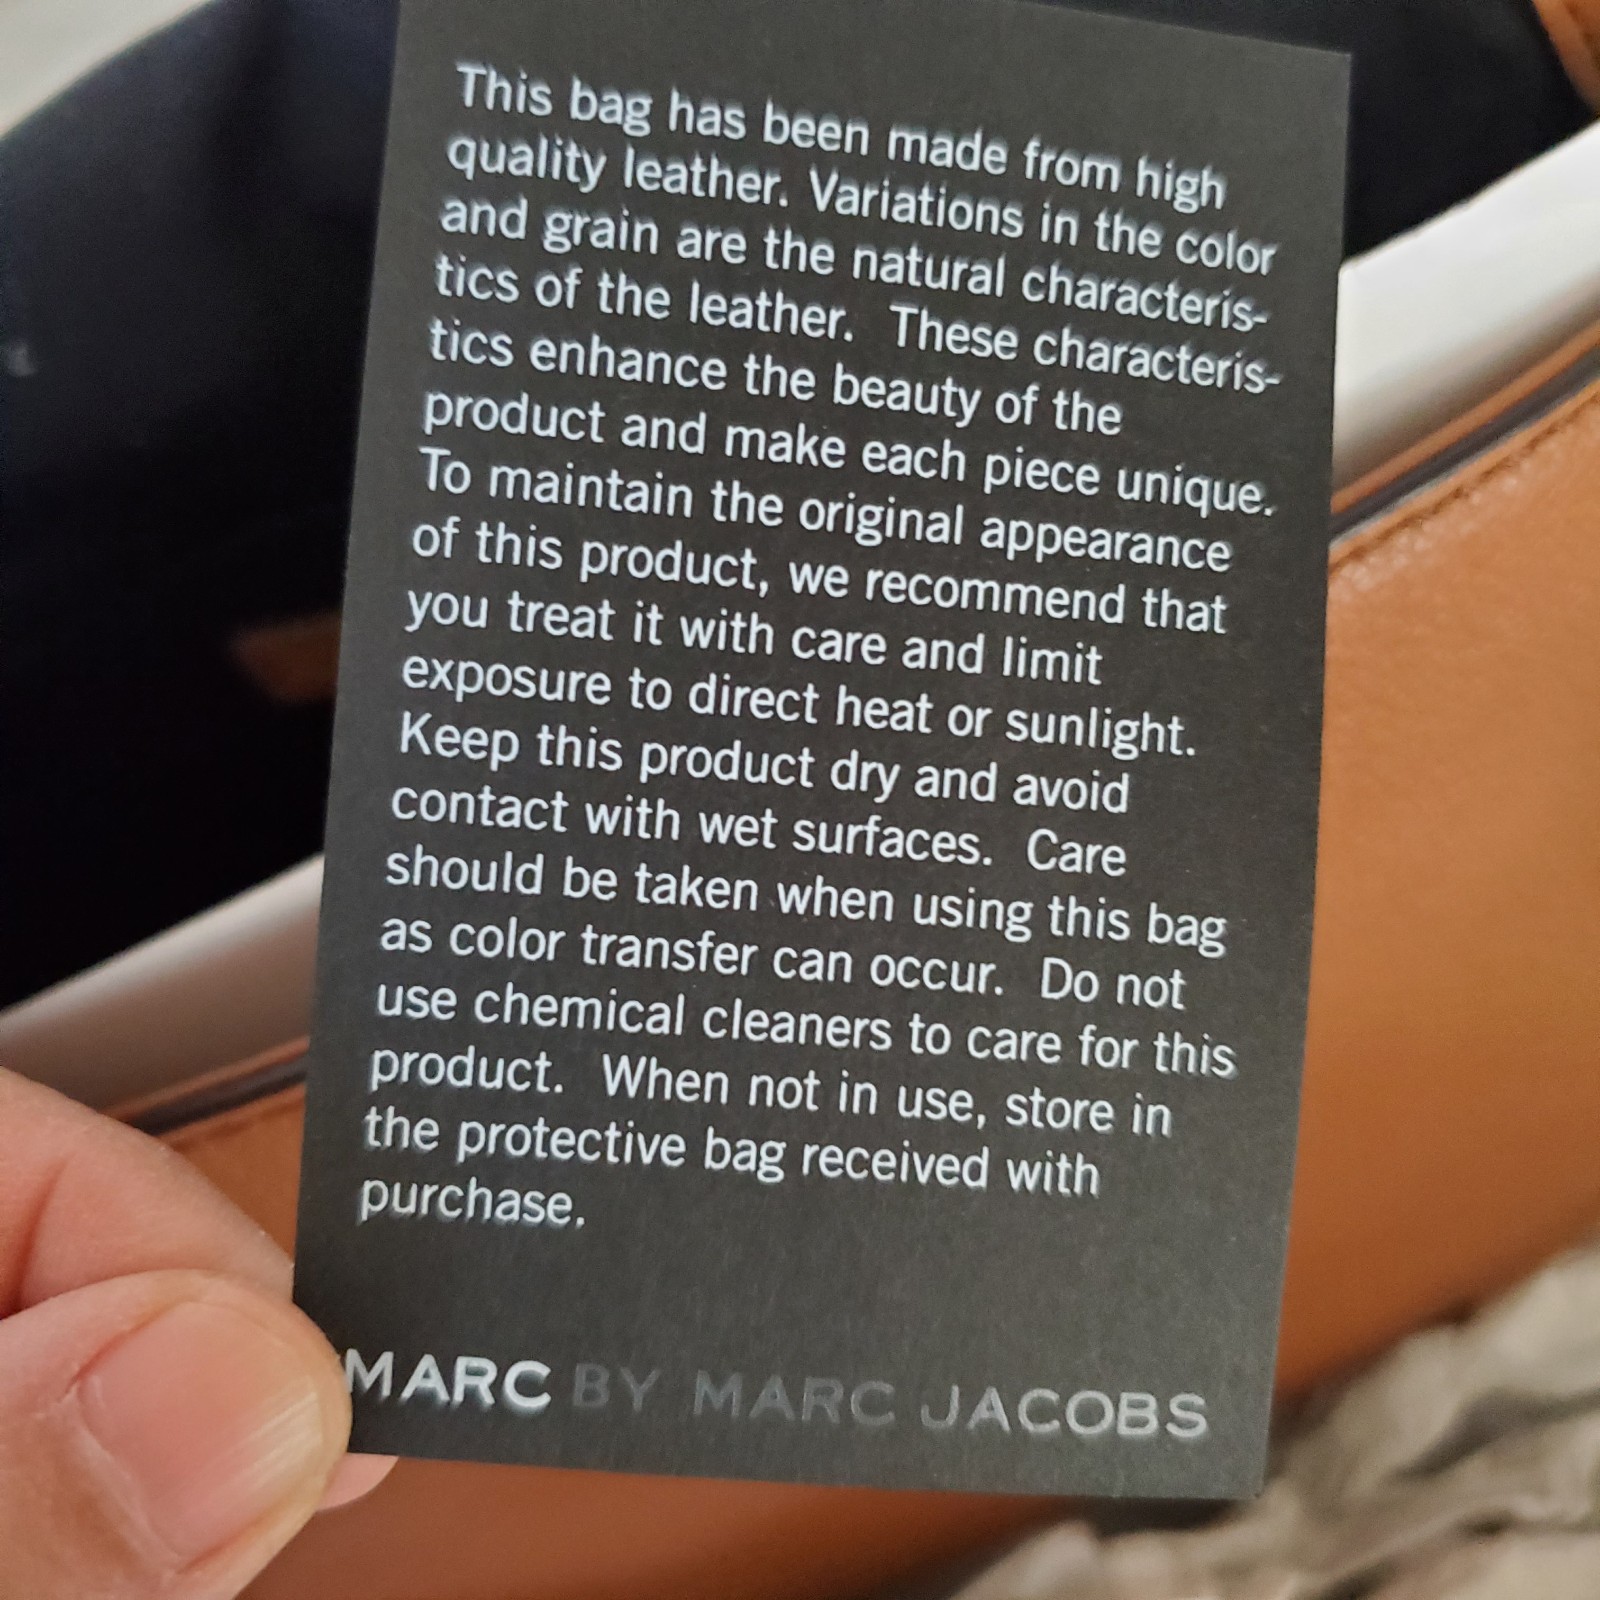 This bag has been made from high
quality leather. Variations in the color
and grain are the natural characteris-
tics of the leather.  These characteris-
tics enhance the beauty of the
product and make each piece unique.
To maintain the original appearance
of this product, we recommend that
you treat it with care and limit
exposure to direct heat or sunlight.
Keep this product dry and avoid
contact with wet surfaces.  Care
should be taken when using this bag
as color transfer can occur.  Do not
use chemical cleaners to care for this
product.  When not in use, store in
the protective bag received with
purchase.
MARC BY MARC JACOBS